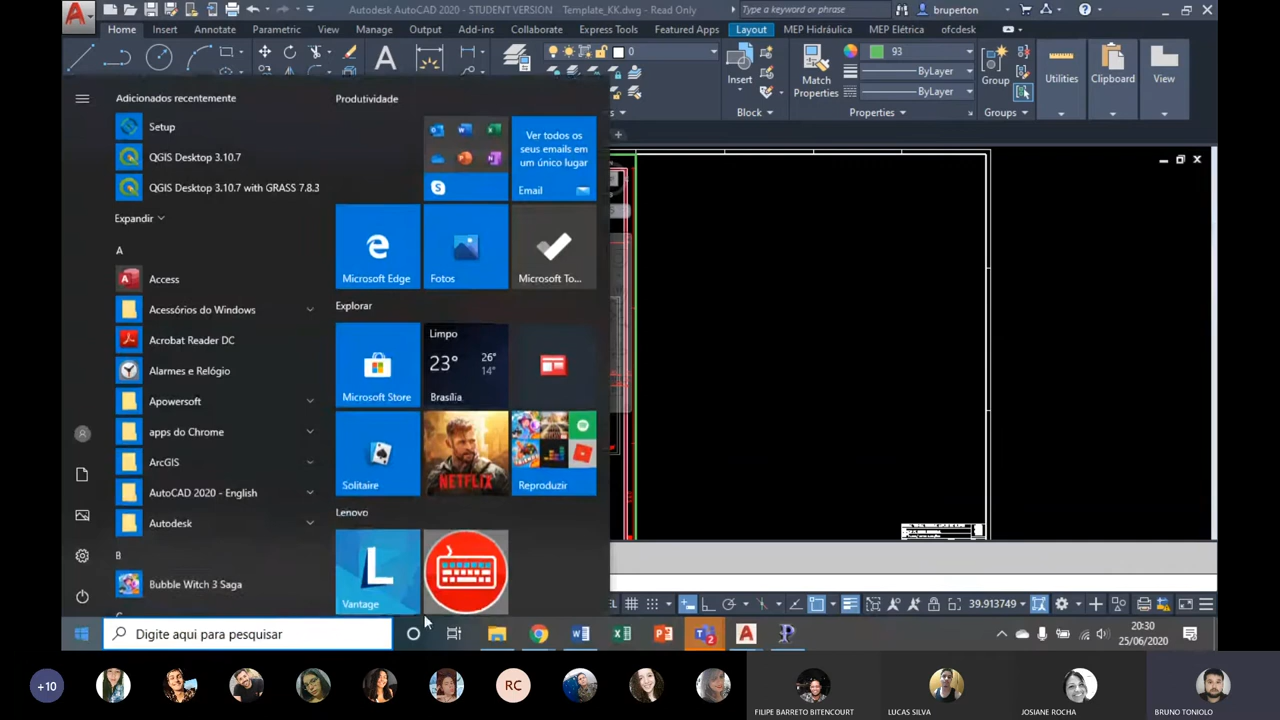 Autodesk AutoCAD 2020 - STUDENT VERSION Template_KK.dwg - Read Only
Type a keyword or phrase
bruperton
Home Insert Annotate Parametric View Manage Output Add-ins Collaborate Express Tools Featured Apps Layout MEP Hidráulica MEP Elétrica ofcdesk
0
Insert
Block
Match Properties
93
ByLayer
ByLayer
Properties
Group
Groups
Utilities
Clipboard
View
Adicionados recentemente
Setup
QGIS Desktop 3.10.7
QGIS Desktop 3.10.7 with GRASS 7.8.3
Expandir
A
Access
Acessórios do Windows
Acrobat Reader DC
Alarmes e Relógio
Apowersoft
apps do Chrome
ArcGIS
AutoCAD 2020 - English
Autodesk
B
Bubble Witch 3 Saga
Produtividade
Ver todos os
seus emails em
um único lugar
Email
Microsoft Edge
Fotos
Microsoft To...
Explorar
Microsoft Store
Limpo
23° 26°
14°
Brasília
Solitaire
NETFLIX
Reproduzir
Lenovo
Vantage
39.913749
Digite aqui para pesquisar
20:30
25/06/2020
+10
RC
FILIPE BARRETO BITENCOURT
LUCAS SILVA
JOSIANE ROCHA
BRUNO TONIOLO